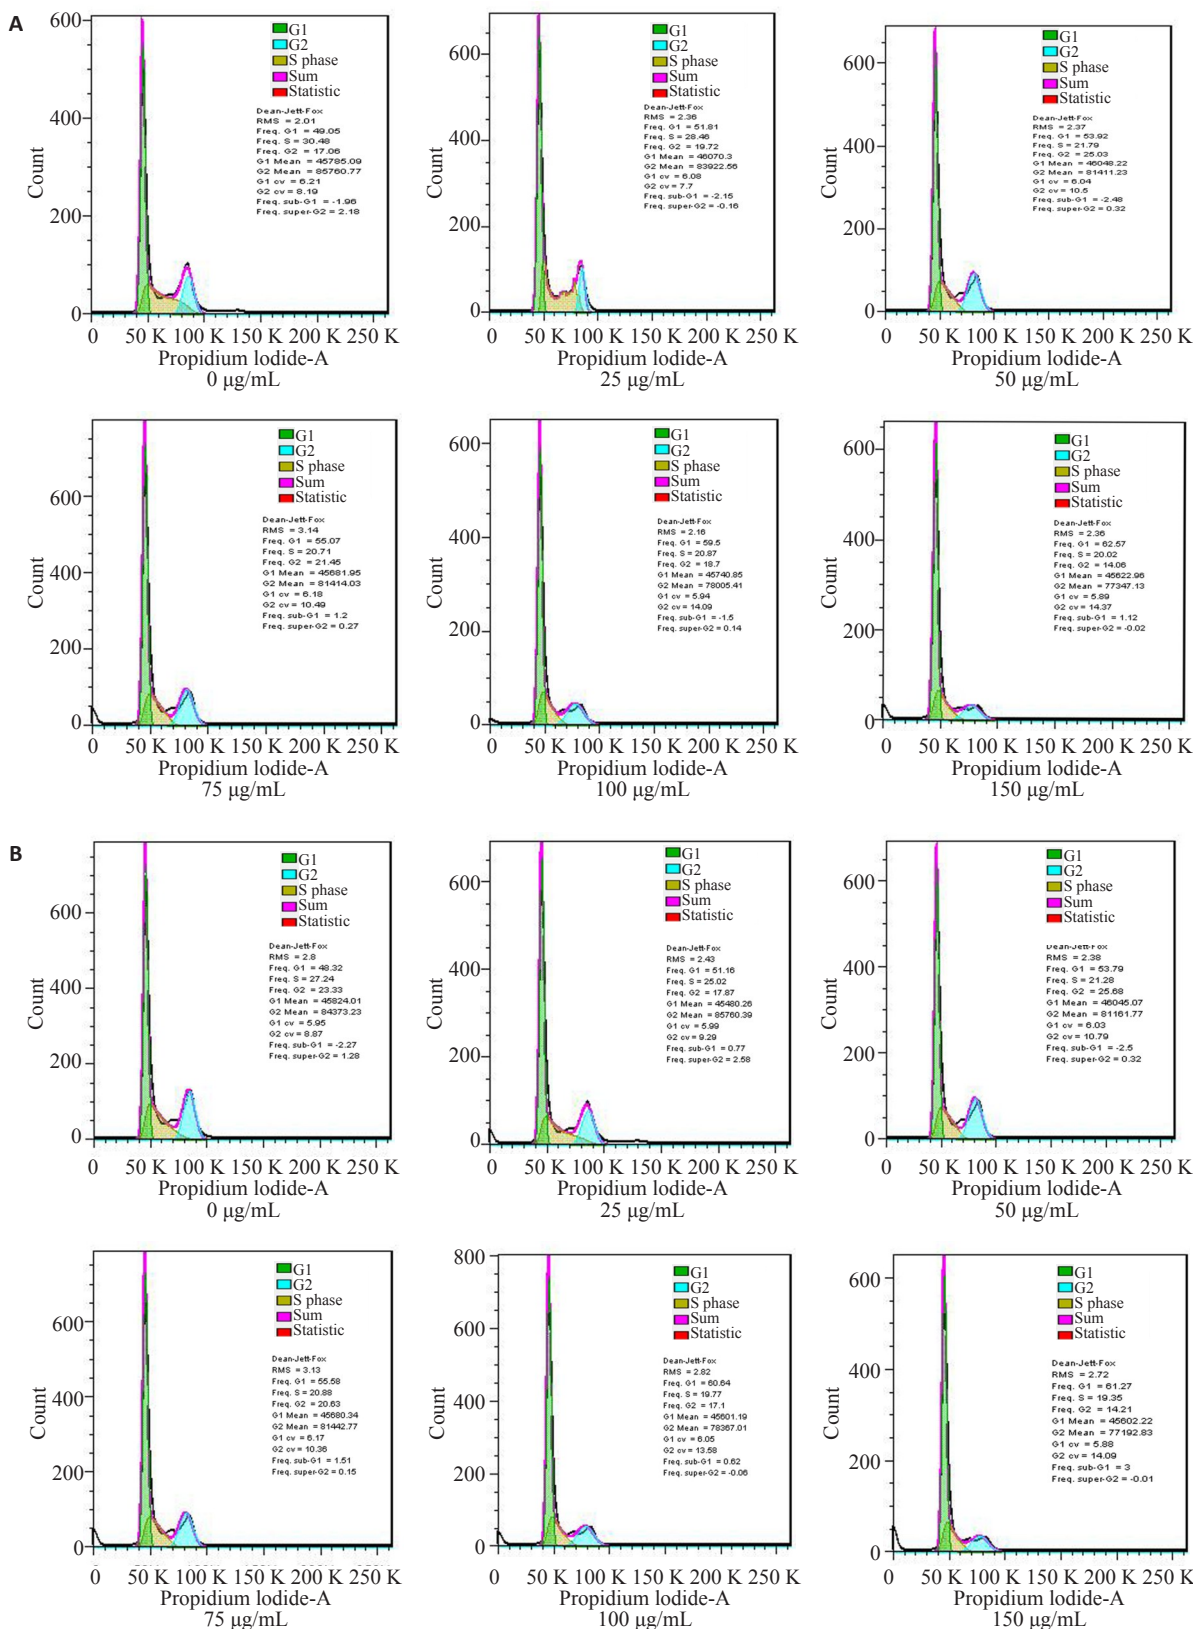 A
600
400
200
0
Count
G1
G2
S phase
Sum
Statistic
Dean-Jett-Fox
RMS = 2.01
Freq. G1 = 49.05
Freq. S = 30.48
Freq. G2 = 17.06
G1 Mean = 45785.09
G2 Mean = 85760.77
G1 cv = 6.21
G2 cv = 8.19
Freq. sub-G1 = -1.96
Freq. super-G2 = 2.18
0 50 K 100 K 150 K 200 K 250 K
Propidium Iodide-A
0 μg/mL
600
400
200
0
Count
G1
G2
S phase
Sum
Statistic
Dean-Jett-Fox
RMS = 2.36
Freq. G1 = 51.81
Freq. S = 28.46
Freq. G2 = 19.72
G1 Mean = 46070.3
G2 Mean = 83922.56
G1 cv = 6.08
G2 cv = 7.7
Freq. sub-G1 = -2.15
Freq. super-G2 = -0.16
0 50 K 100 K 150 K 200 K 250 K
Propidium Iodide-A
25 μg/mL
600
400
200
0
Count
G1
G2
S phase
Sum
Statistic
Dean-Jett-Fox
RMS = 2.37
Freq. G1 = 53.92
Freq. S = 21.79
Freq. G2 = 25.03
G1 Mean = 46048.22
G2 Mean = 81411.23
G1 cv = 6.04
G2 cv = 10.5
Freq. sub-G1 = -2.48
Freq. super-G2 = 0.32
0 50 K 100 K 150 K 200 K 250 K
Propidium Iodide-A
50 μg/mL
600
400
200
0
Count
G1
G2
S phase
Sum
Statistic
Dean-Jett-Fox
RMS = 3.14
Freq. G1 = 55.07
Freq. S = 20.71
Freq. G2 = 21.45
G1 Mean = 45681.95
G2 Mean = 81414.03
G1 cv = 6.18
G2 cv = 10.49
Freq. sub-G1 = 1.2
Freq. super-G2 = 0.27
0 50 K 100 K 150 K 200 K 250 K
Propidium Iodide-A
75 μg/mL
600
400
200
0
Count
G1
G2
S phase
Sum
Statistic
Dean-Jett-Fox
RMS = 2.16
Freq. G1 = 59.5
Freq. S = 20.87
Freq. G2 = 18.7
G1 Mean = 45740.85
G2 Mean = 78005.41
G1 cv = 5.94
G2 cv = 14.09
Freq. sub-G1 = -1.5
Freq. super-G2 = 0.14
0 50 K 100 K 150 K 200 K 250 K
Propidium Iodide-A
100 μg/mL
600
400
200
0
Count
G1
G2
S phase
Sum
Statistic
Dean-Jett-Fox
RMS = 2.36
Freq. G1 = 62.57
Freq. S = 20.02
Freq. G2 = 14.06
G1 Mean = 45622.96
G2 Mean = 77347.13
G1 cv = 5.89
G2 cv = 14.37
Freq. sub-G1 = 1.12
Freq. super-G2 = -0.02
0 50 K 100 K 150 K 200 K 250 K
Propidium Iodide-A
150 μg/mL
B
600
400
200
0
Count
G1
G2
S phase
Sum
Statistic
Dean-Jett-Fox
RMS = 2.8
Freq. G1 = 48.32
Freq. S = 27.24
Freq. G2 = 23.33
G1 Mean = 45824.01
G2 Mean = 84373.23
G1 cv = 5.95
G2 cv = 8.87
Freq. sub-G1 = -2.27
Freq. super-G2 = 1.28
0 50 K 100 K 150 K 200 K 250 K
Propidium Iodide-A
0 μg/mL
600
400
200
0
Count
G1
G2
S phase
Sum
Statistic
Dean-Jett-Fox
RMS = 2.43
Freq. G1 = 51.16
Freq. S = 25.02
Freq. G2 = 17.87
G1 Mean = 45480.26
G2 Mean = 85760.39
G1 cv = 5.99
G2 cv = 9.29
Freq. sub-G1 = 0.77
Freq. super-G2 = 2.58
0 50 K 100 K 150 K 200 K 250 K
Propidium Iodide-A
25 μg/mL
600
400
200
0
Count
G1
G2
S phase
Sum
Statistic
Dean-Jett-Fox
RMS = 2.38
Freq. G1 = 53.79
Freq. S = 21.28
Freq. G2 = 25.68
G1 Mean = 46045.07
G2 Mean = 81161.77
G1 cv = 6.03
G2 cv = 10.79
Freq. sub-G1 = -2.5
Freq. super-G2 = 0.32
0 50 K 100 K 150 K 200 K 250 K
Propidium Iodide-A
50 μg/mL
600
400
200
0
Count
G1
G2
S phase
Sum
Statistic
Dean-Jett-Fox
RMS = 3.13
Freq. G1 = 55.58
Freq. S = 20.88
Freq. G2 = 20.63
G1 Mean = 45680.34
G2 Mean = 81442.77
G1 cv = 6.17
G2 cv = 10.36
Freq. sub-G1 = 1.51
Freq. super-G2 = 0.15
0 50 K 100 K 150 K 200 K 250 K
Propidium Iodide-A
75 μg/mL
800
600
400
200
0
Count
G1
G2
S phase
Sum
Statistic
Dean-Jett-Fox
RMS = 2.82
Freq. G1 = 60.64
Freq. S = 19.77
Freq. G2 = 17.1
G1 Mean = 45601.19
G2 Mean = 78367.01
G1 cv = 6.05
G2 cv = 13.58
Freq. sub-G1 = 0.62
Freq. super-G2 = -0.06
0 50 K 100 K 150 K 200 K 250 K
Propidium Iodide-A
100 μg/mL
600
400
200
0
Count
G1
G2
S phase
Sum
Statistic
Dean-Jett-Fox
RMS = 2.72
Freq. G1 = 61.27
Freq. S = 19.35
Freq. G2 = 14.21
G1 Mean = 45602.22
G2 Mean = 77192.83
G1 cv = 5.88
G2 cv = 14.09
Freq. sub-G1 = 3
Freq. super-G2 = -0.01
0 50 K 100 K 150 K 200 K 250 K
Propidium Iodide-A
150 μg/mL